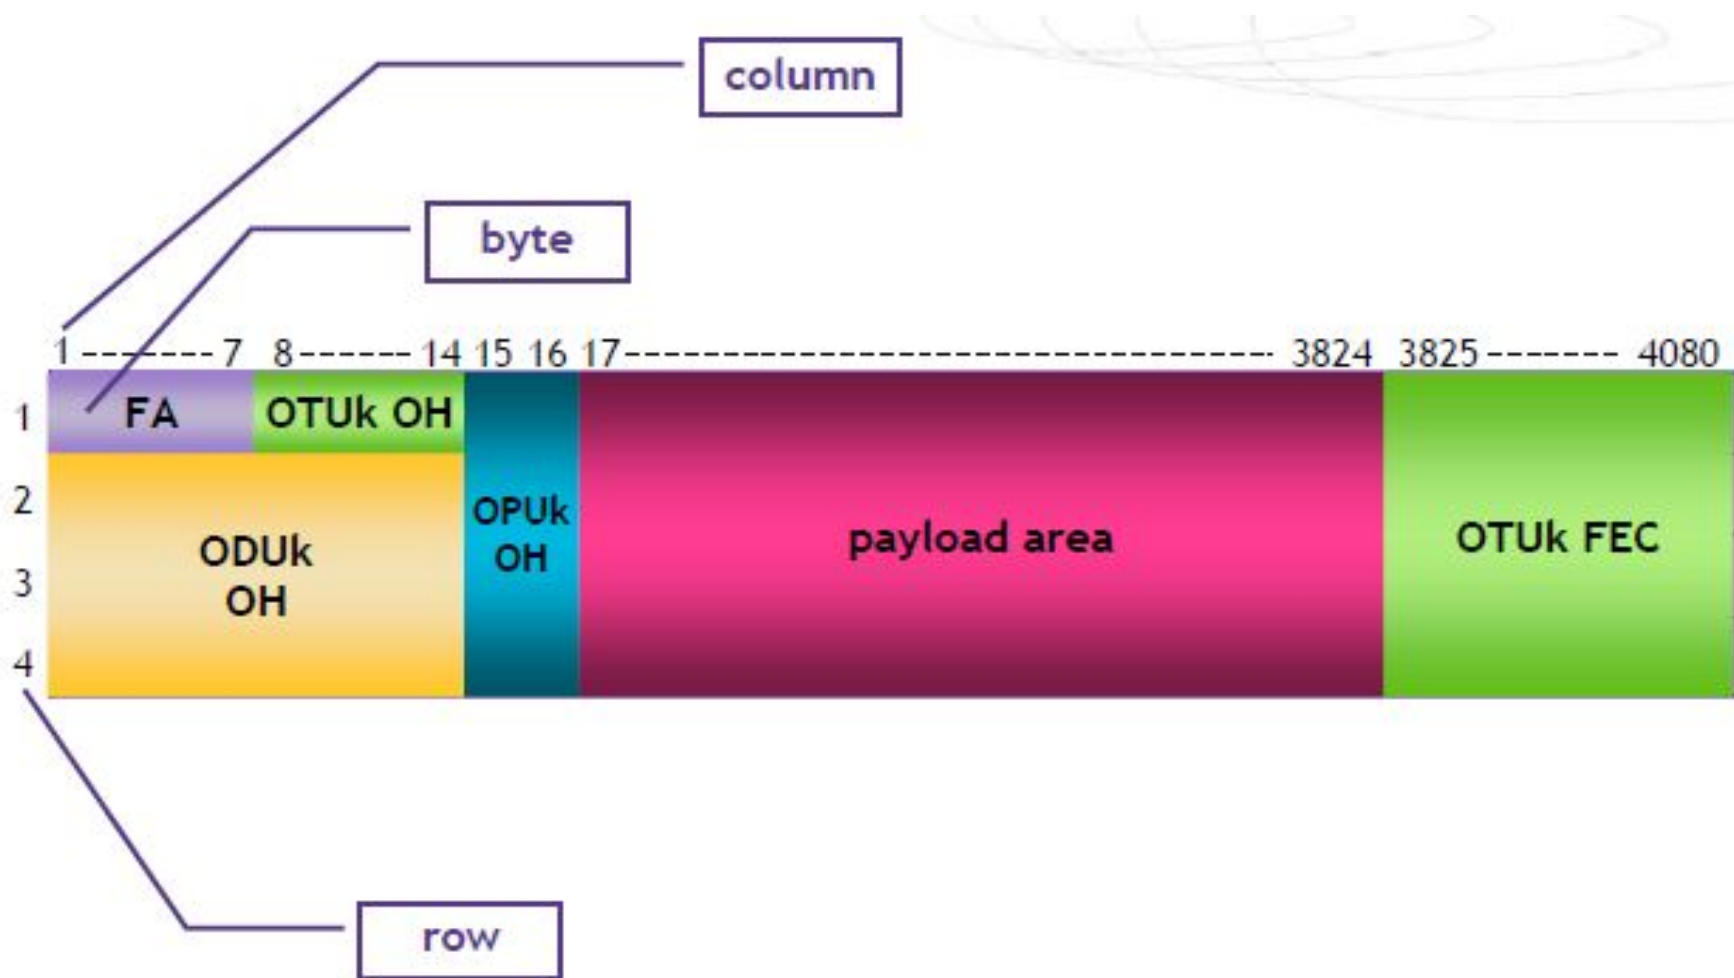 column
byte
1-------7 8------14 15 16 17-----------------------------------3824 3825------- 4080
1
FA
OTUk OH
2
OPUk
OH
ODUk
OH
payload area
OTUk FEC
3
4
row